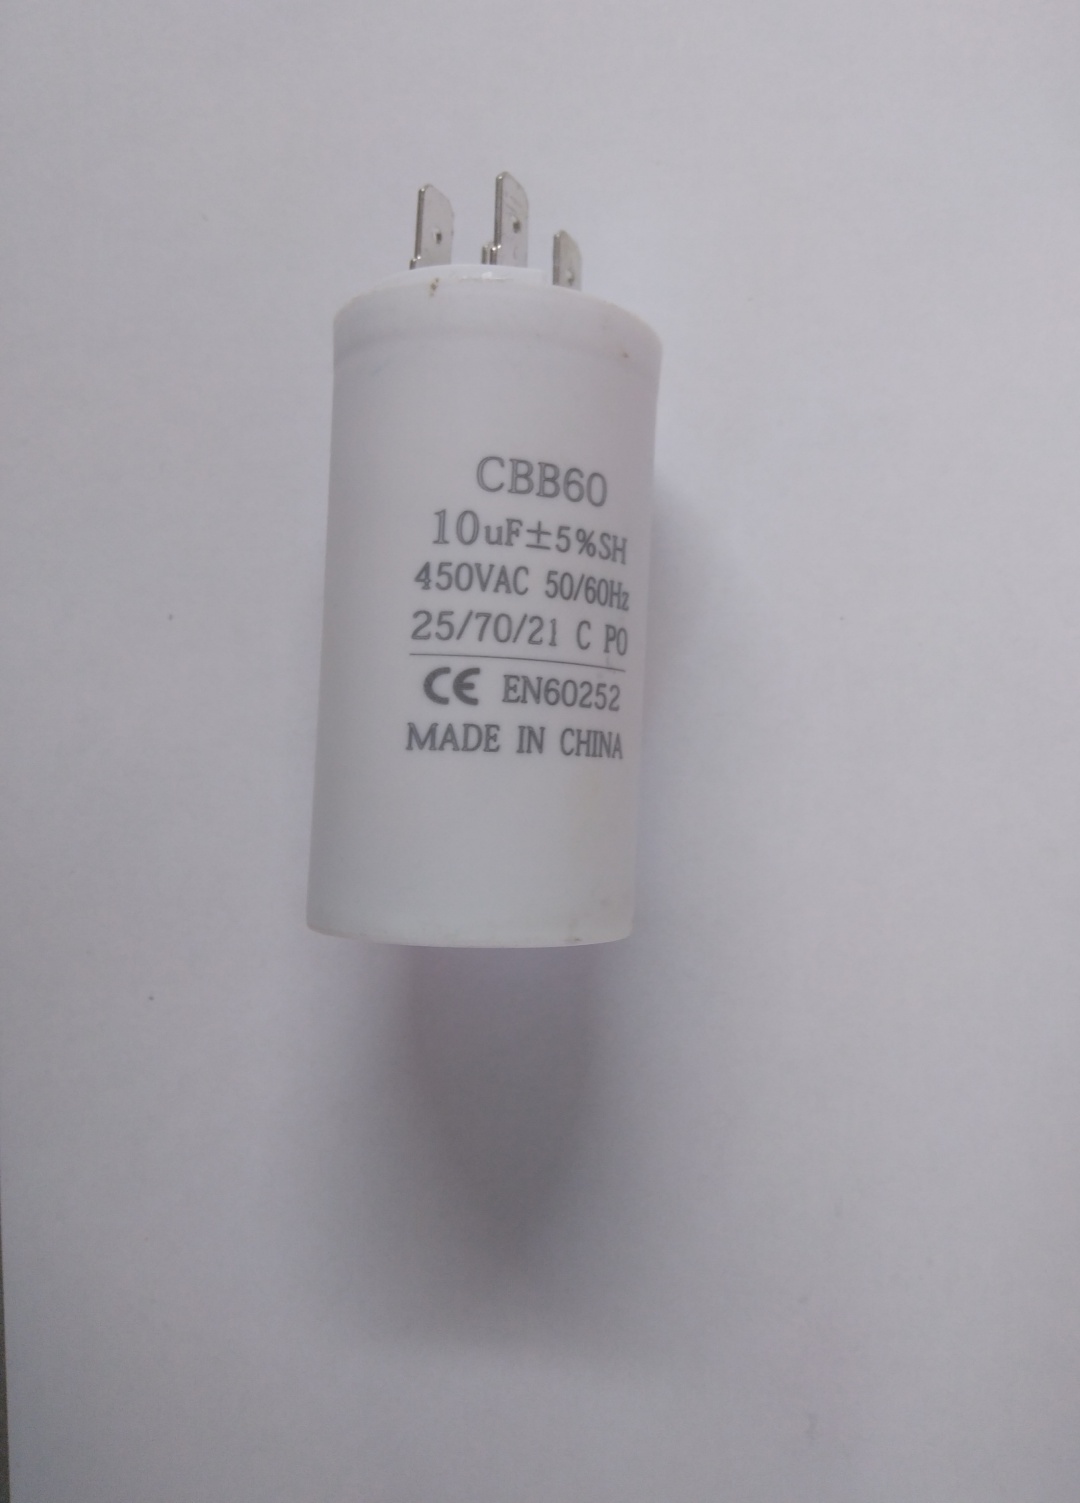 CBB60
10uF±5%SH
450VAC 50/60Hz
25/70/21 C P0
CE EN60252
MADE IN CHINA